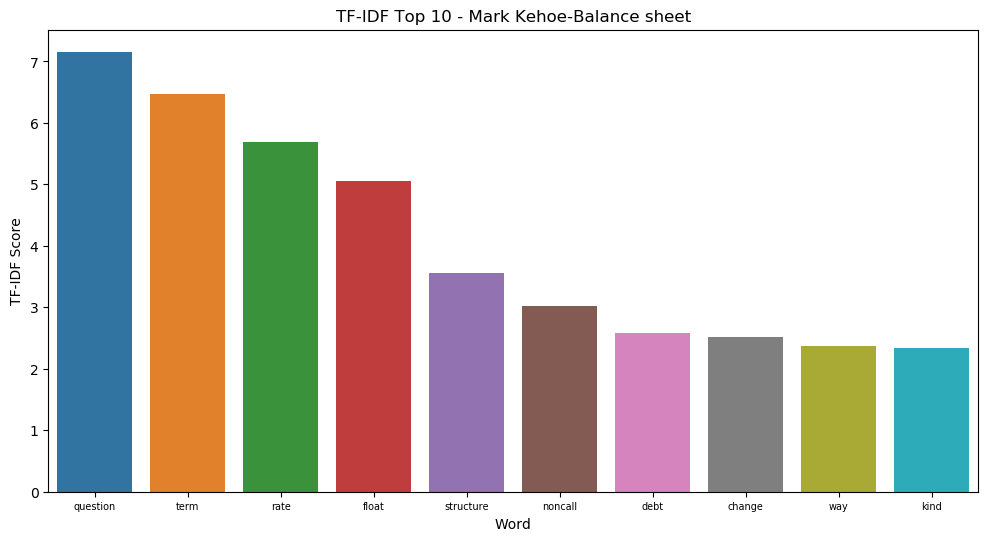 TF-IDF Top 10 - Mark Kehoe-Balance sheet
TF-IDF Score
7
6
5
4
3
2
1
0
question term rate float structure noncall debt change way kind
Word